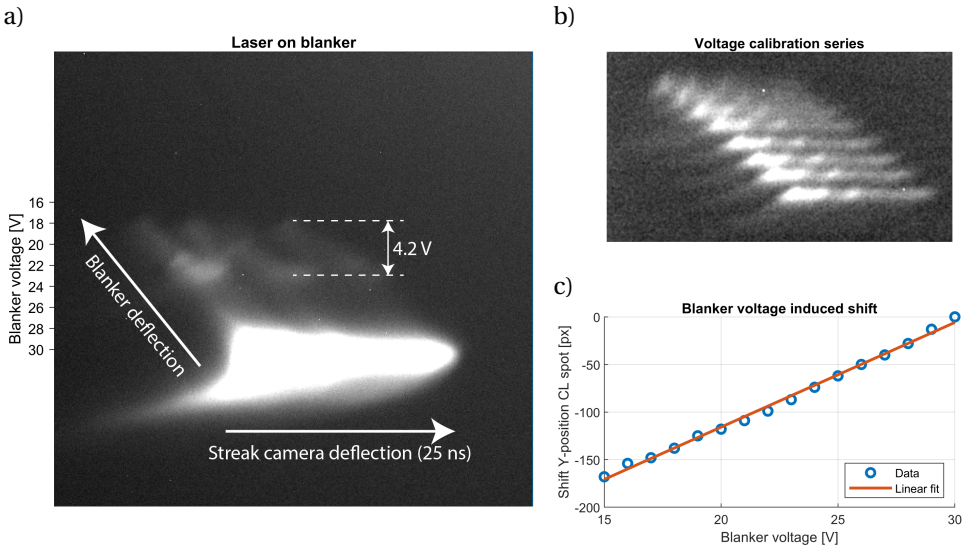 a)
Laser on blanker
Blanker voltage [V]
16
18
20
22
24
26
28
30
4.2 V
Blanker deflection
Streak camera deflection (25 ns)
b)
Voltage calibration series
c)
Blanker voltage induced shift
Shift Y-position CL spot [px]
0
-50
-100
-150
-200
15
20
25
30
Blanker voltage [V]
Data
Linear fit